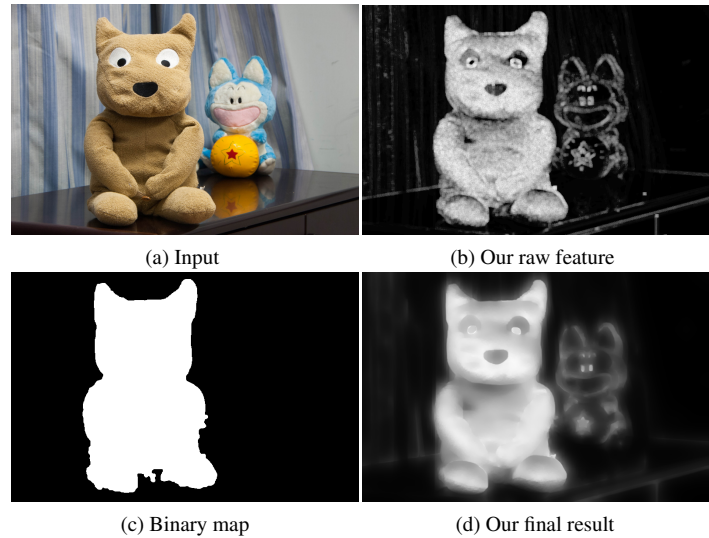 (a) Input
(b) Our raw feature
(c) Binary map
(d) Our final result